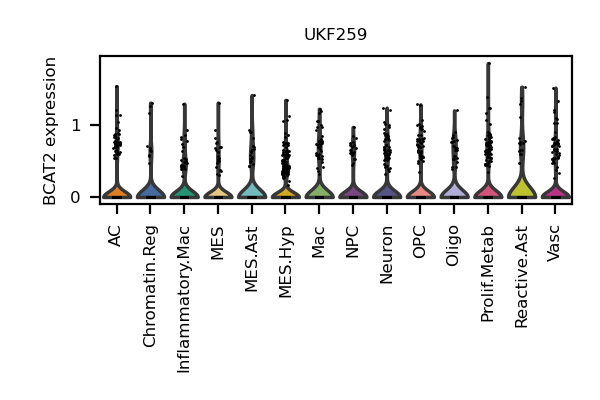 UKF259
BCAT2 expression
1
0
AC
Chromatin.Reg
Inflammatory.Mac
MES
MES.Ast
MES.Hyp
Mac
NPC
Neuron
OPC
Oligo
Prolif.Metab
Reactive.Ast
Vasc